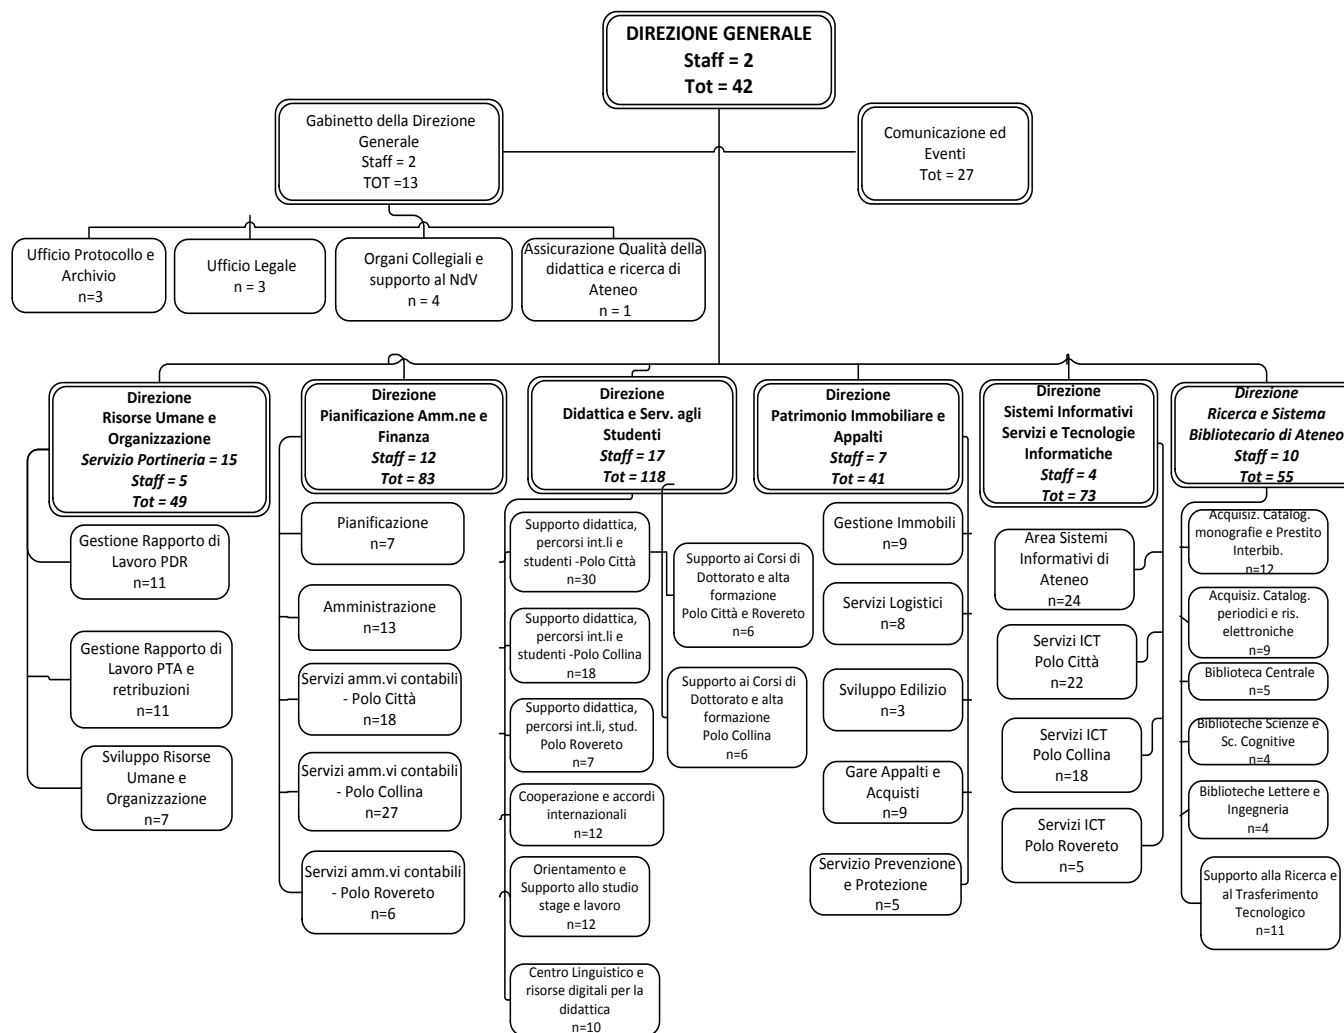 DIREZIONE GENERALE
Staff = 2
Tot = 42
Gabinetto della Direzione
Generale
Staff = 2
TOT =13
Comunicazione ed
Eventi
Tot = 27
Ufficio Protocollo e
Archivio
n=3
Ufficio Legale
n = 3
Organi Collegiali e
supporto al NdV
n = 4
Assicurazione Qualità della
didattica e ricerca di
Ateneo
n = 1
Direzione
Risorse Umane e
Organizzazione
Servizio Portineria = 15
Staff = 5
Tot = 49
Gestione Rapporto di
Lavoro PDR
n=11
Gestione Rapporto di
Lavoro PTA e
retribuzioni
n=11
Sviluppo Risorse
Umane e
Organizzazione
n=7
Direzione
Pianificazione Amm.ne e
Finanza
Staff = 12
Tot = 83
Pianificazione
n=7
Amministrazione
n=13
Servizi amm.vi contabili
- Polo Città
n=18
Servizi amm.vi contabili
- Polo Collina
n=27
Servizi amm.vi contabili
- Polo Rovereto
n=6
Direzione
Didattica e Serv. agli
Studenti
Staff = 17
Tot = 118
Supporto didattica,
percorsi int.li e
studenti -Polo Città
n=30
Supporto didattica,
percorsi int.li e
studenti -Polo Collina
n=18
Supporto didattica,
percorsi int.li, stud.
Polo Rovereto
n=7
Cooperazione e accordi
internazionali
n=12
Orientamento e
Supporto allo studio
stage e lavoro
n=12
Centro Linguistico e
risorse digitali per la
didattica
n=10
Supporto ai Corsi di
Dottorato e alta
formazione
Polo Città e Rovereto
n=6
Supporto ai Corsi di
Dottorato e alta
formazione
Polo Collina
n=6
Direzione
Patrimonio Immobiliare e
Appalti
Staff = 7
Tot = 41
Gestione Immobili
n=9
Servizi Logistici
n=8
Sviluppo Edilizio
n=3
Gare Appalti e
Acquisti
n=9
Servizio Prevenzione
e Protezione
n=5
Direzione
Sistemi Informativi
Servizi e Tecnologie
Informatiche
Staff = 4
Tot = 73
Area Sistemi
Informativi di
Ateneo
n=24
Servizi ICT
Polo Città
n=22
Servizi ICT
Polo Collina
n=18
Servizi ICT
Polo Rovereto
n=5
Direzione
Ricerca e Sistema
Bibliotecario di Ateneo
Staff = 10
Tot = 55
Acquisiz. Catalog.
monografie e Prestito
Interbib.
n=12
Acquisiz. Catalog.
periodici e ris.
elettroniche
n=9
Biblioteca Centrale
n=5
Biblioteche Scienze e
Sc. Cognitive
n=4
Biblioteche Lettere e
Ingegneria
n=4
Supporto alla Ricerca e
al Trasferimento
Tecnologico
n=11